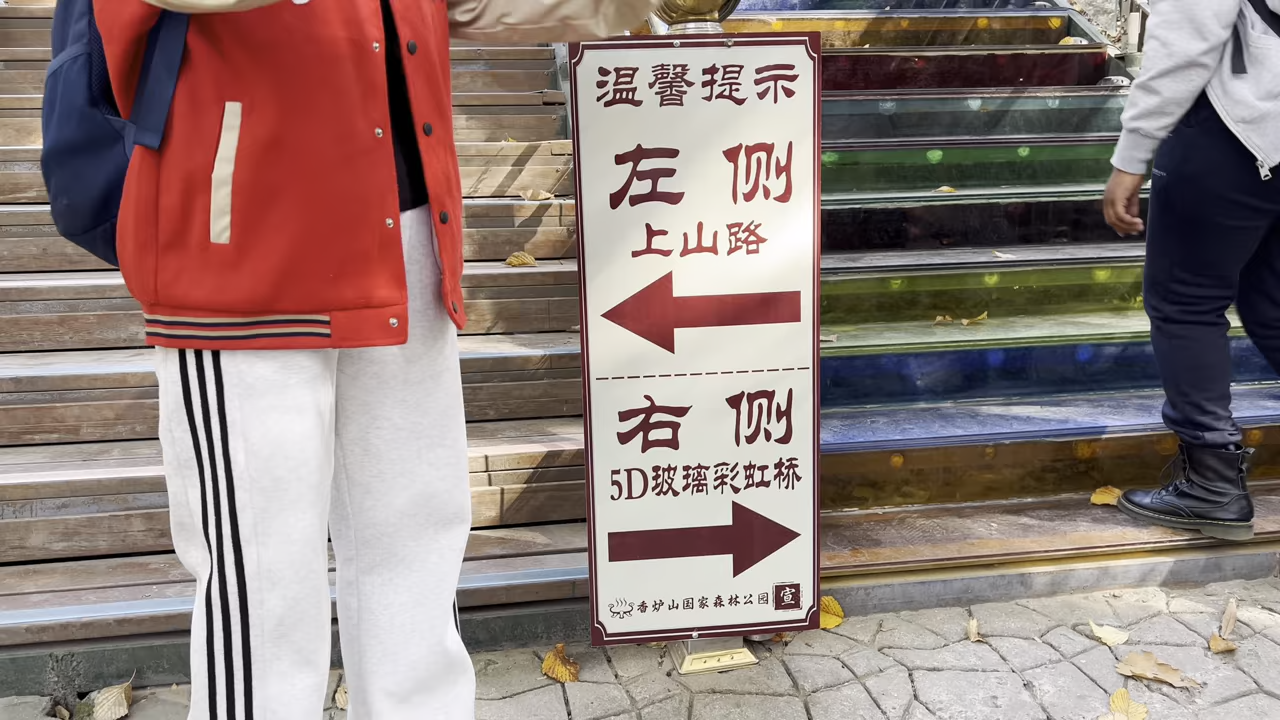 温馨提示
左侧
上山路
右侧
5D玻璃彩虹桥
香炉山国家森林公园 宣